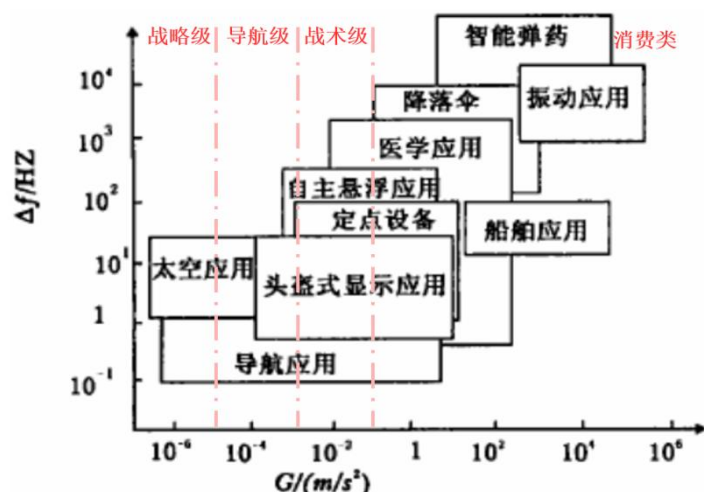 战略级 导航级 战术级 智能弹药 消费类
10⁴ 降落伞 振动应用
10³ 医学应用
自主悬浮应用
10² 定点设备 船舶应用
Δf/HZ
10¹ 太空应用 头盔式显示应用
1
导航应用
10⁻¹
10⁻⁶ 10⁻⁴ 10⁻² 1 10² 10⁴ 10⁶
G/(m/s²)